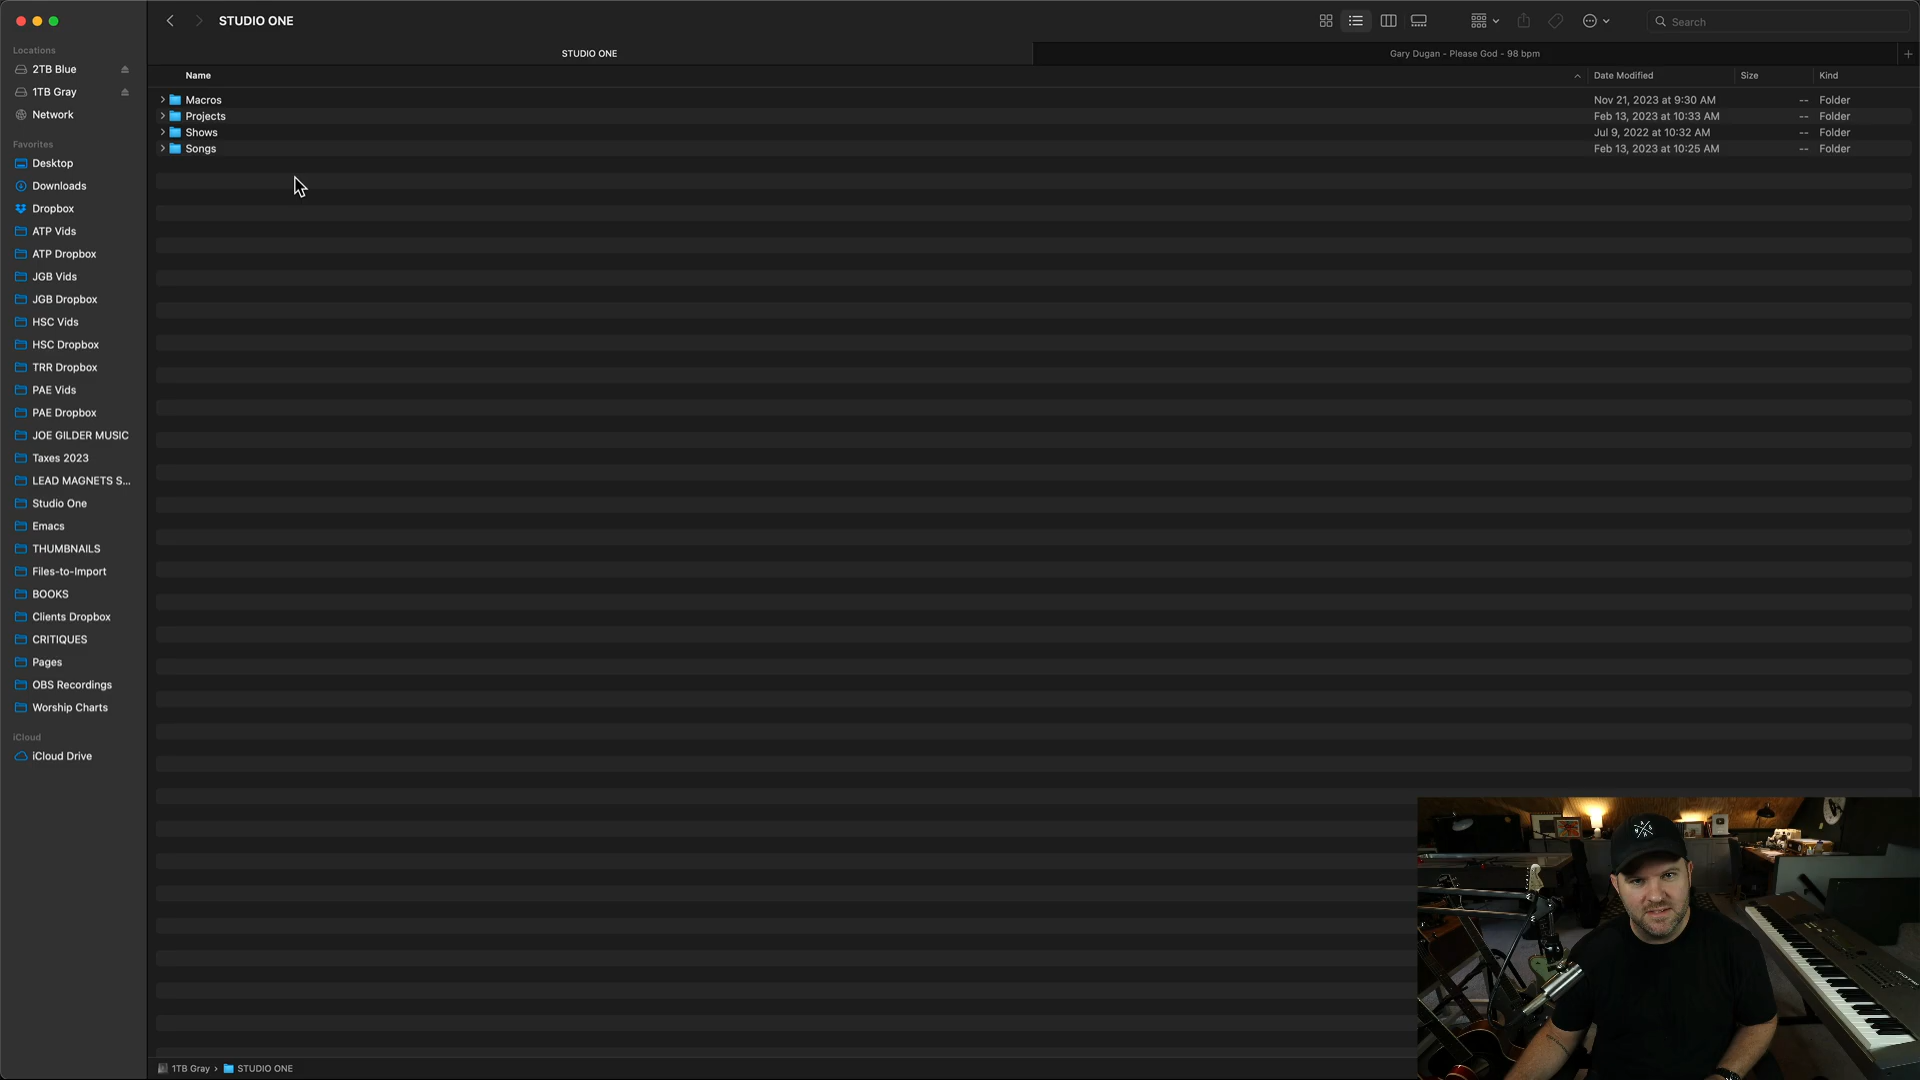 STUDIO ONE
Search
STUDIO ONE
Gary Dugan - Please God - 98 bpm
Name
Date Modified
Size
Kind
Macros
Nov 21, 2023 at 9:30 AM
--
Folder
Projects
Feb 13, 2023 at 10:33 AM
--
Folder
Shows
Jul 9, 2022 at 10:32 AM
--
Folder
Songs
Feb 13, 2023 at 10:25 AM
--
Folder
Locations
2TB Blue
1TB Gray
Network
Favorites
Desktop
Downloads
Dropbox
ATP Vids
ATP Dropbox
JGB Vids
JGB Dropbox
HSC Vids
HSC Dropbox
TRR Dropbox
PAE Vids
PAE Dropbox
JOE GILDER MUSIC
Taxes 2023
LEAD MAGNETS S...
Studio One
Emacs
THUMBNAILS
Files-to-Import
BOOKS
Clients Dropbox
CRITIQUES
Pages
OBS Recordings
Worship Charts
iCloud
iCloud Drive
1TB Gray › STUDIO ONE